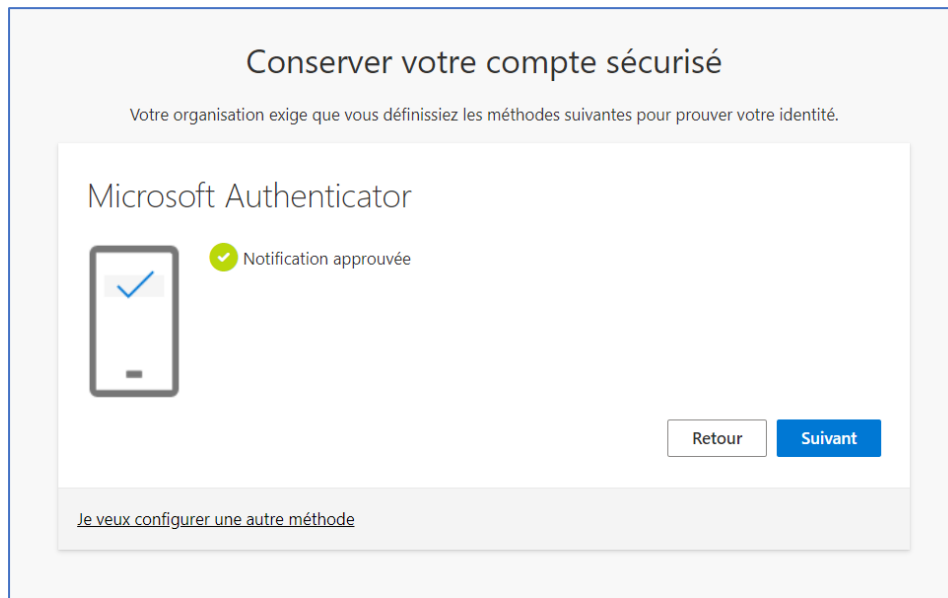 Conserver votre compte sécurisé
Votre organisation exige que vous définissiez les méthodes suivantes pour prouver votre identité.
Microsoft Authenticator
Notification approuvée
Retour
Suivant
Je veux configurer une autre méthode